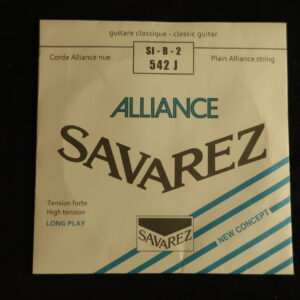 guitare classique - classic guitar
SI - B - 2
542 J
Corde Alliance nue
Plain Alliance string
ALLIANCE
SAVAREZ
Tension forte
High tension
LONG PLAY
SAVAREZ
NEW CONCEPT